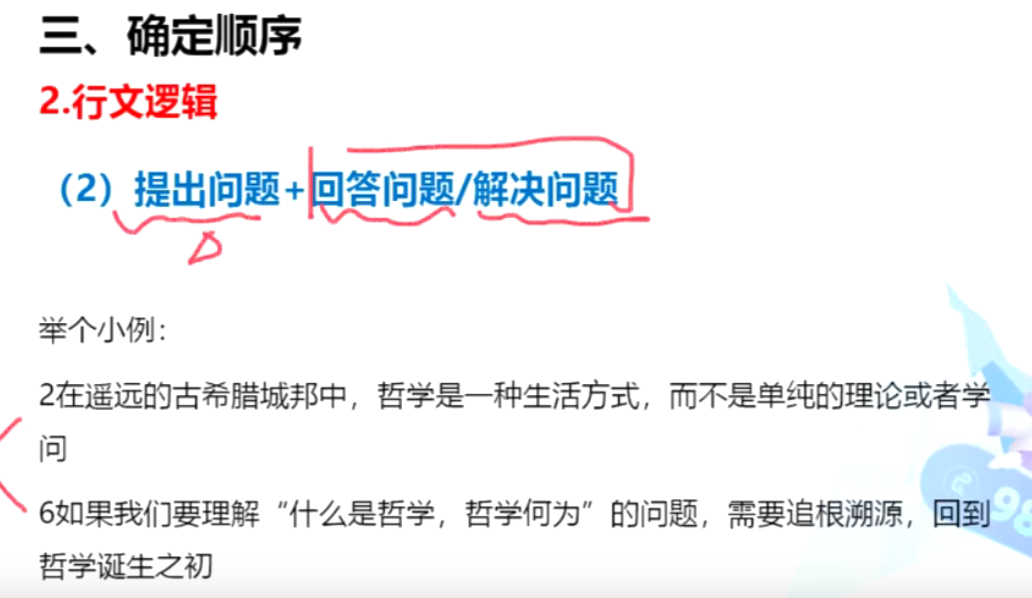 三、确定顺序
2.行文逻辑
（2）提出问题+回答问题/解决问题
举个小例：
2在遥远的古希腊城邦中，哲学是一种生活方式，而不是单纯的理论或者学
问
6如果我们要理解“什么是哲学，哲学何为”的问题，需要追根溯源，回到
哲学诞生之初
98